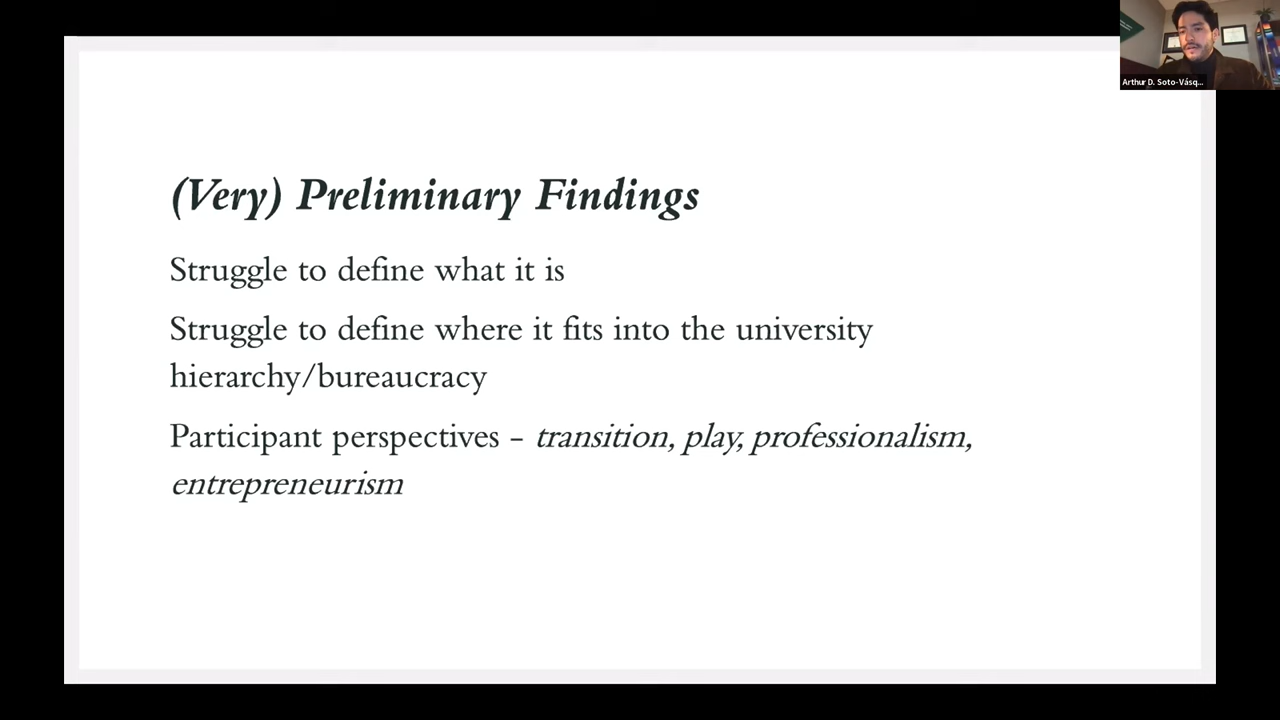 Arthur D. Soto-Vásq...
(Very) Preliminary Findings
Struggle to define what it is
Struggle to define where it fits into the university
hierarchy/bureaucracy
Participant perspectives - transition, play, professionalism,
entrepreneurism